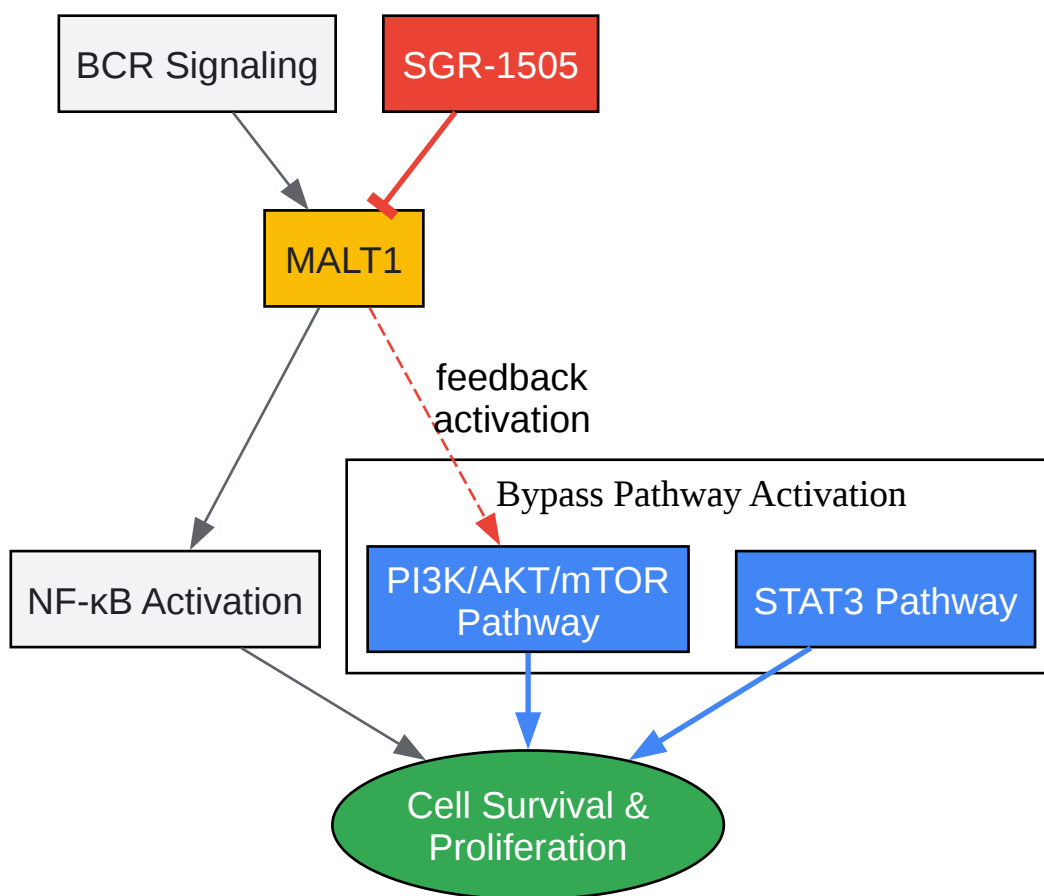 BCR Signaling
SGR-1505
MALT1
feedback
activation
Bypass Pathway Activation
NF-κB Activation
PI3K/AKT/mTOR
Pathway
STAT3 Pathway
Cell Survival &
Proliferation